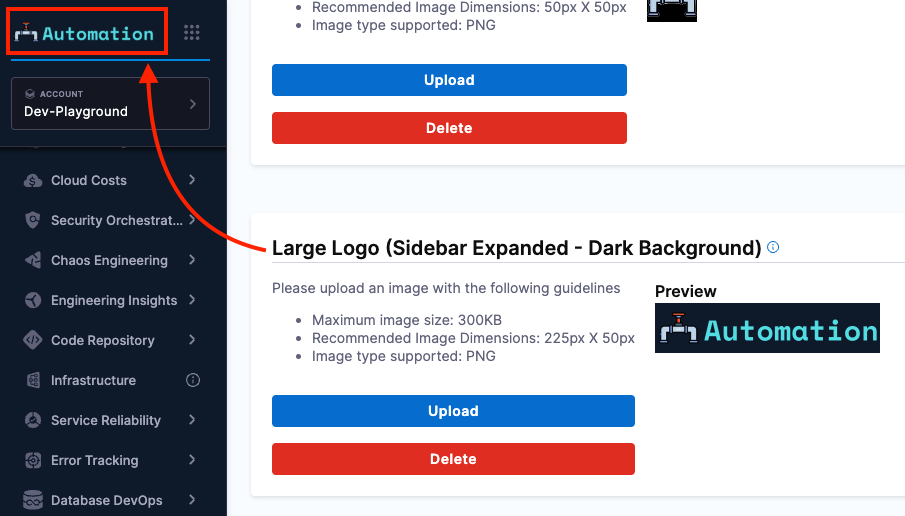 Automation
ACCOUNT
Dev-Playground
Cloud Costs
Security Orchestrat...
Chaos Engineering
Engineering Insights
Code Repository
Infrastructure
Service Reliability
Error Tracking
Database DevOps
Recommended Image Dimensions: 50px X 50px
Image type supported: PNG
Upload
Delete
Large Logo (Sidebar Expanded - Dark Background)
Please upload an image with the following guidelines
Maximum image size: 300KB
Recommended Image Dimensions: 225px X 50px
Image type supported: PNG
Preview
Automation
Upload
Delete